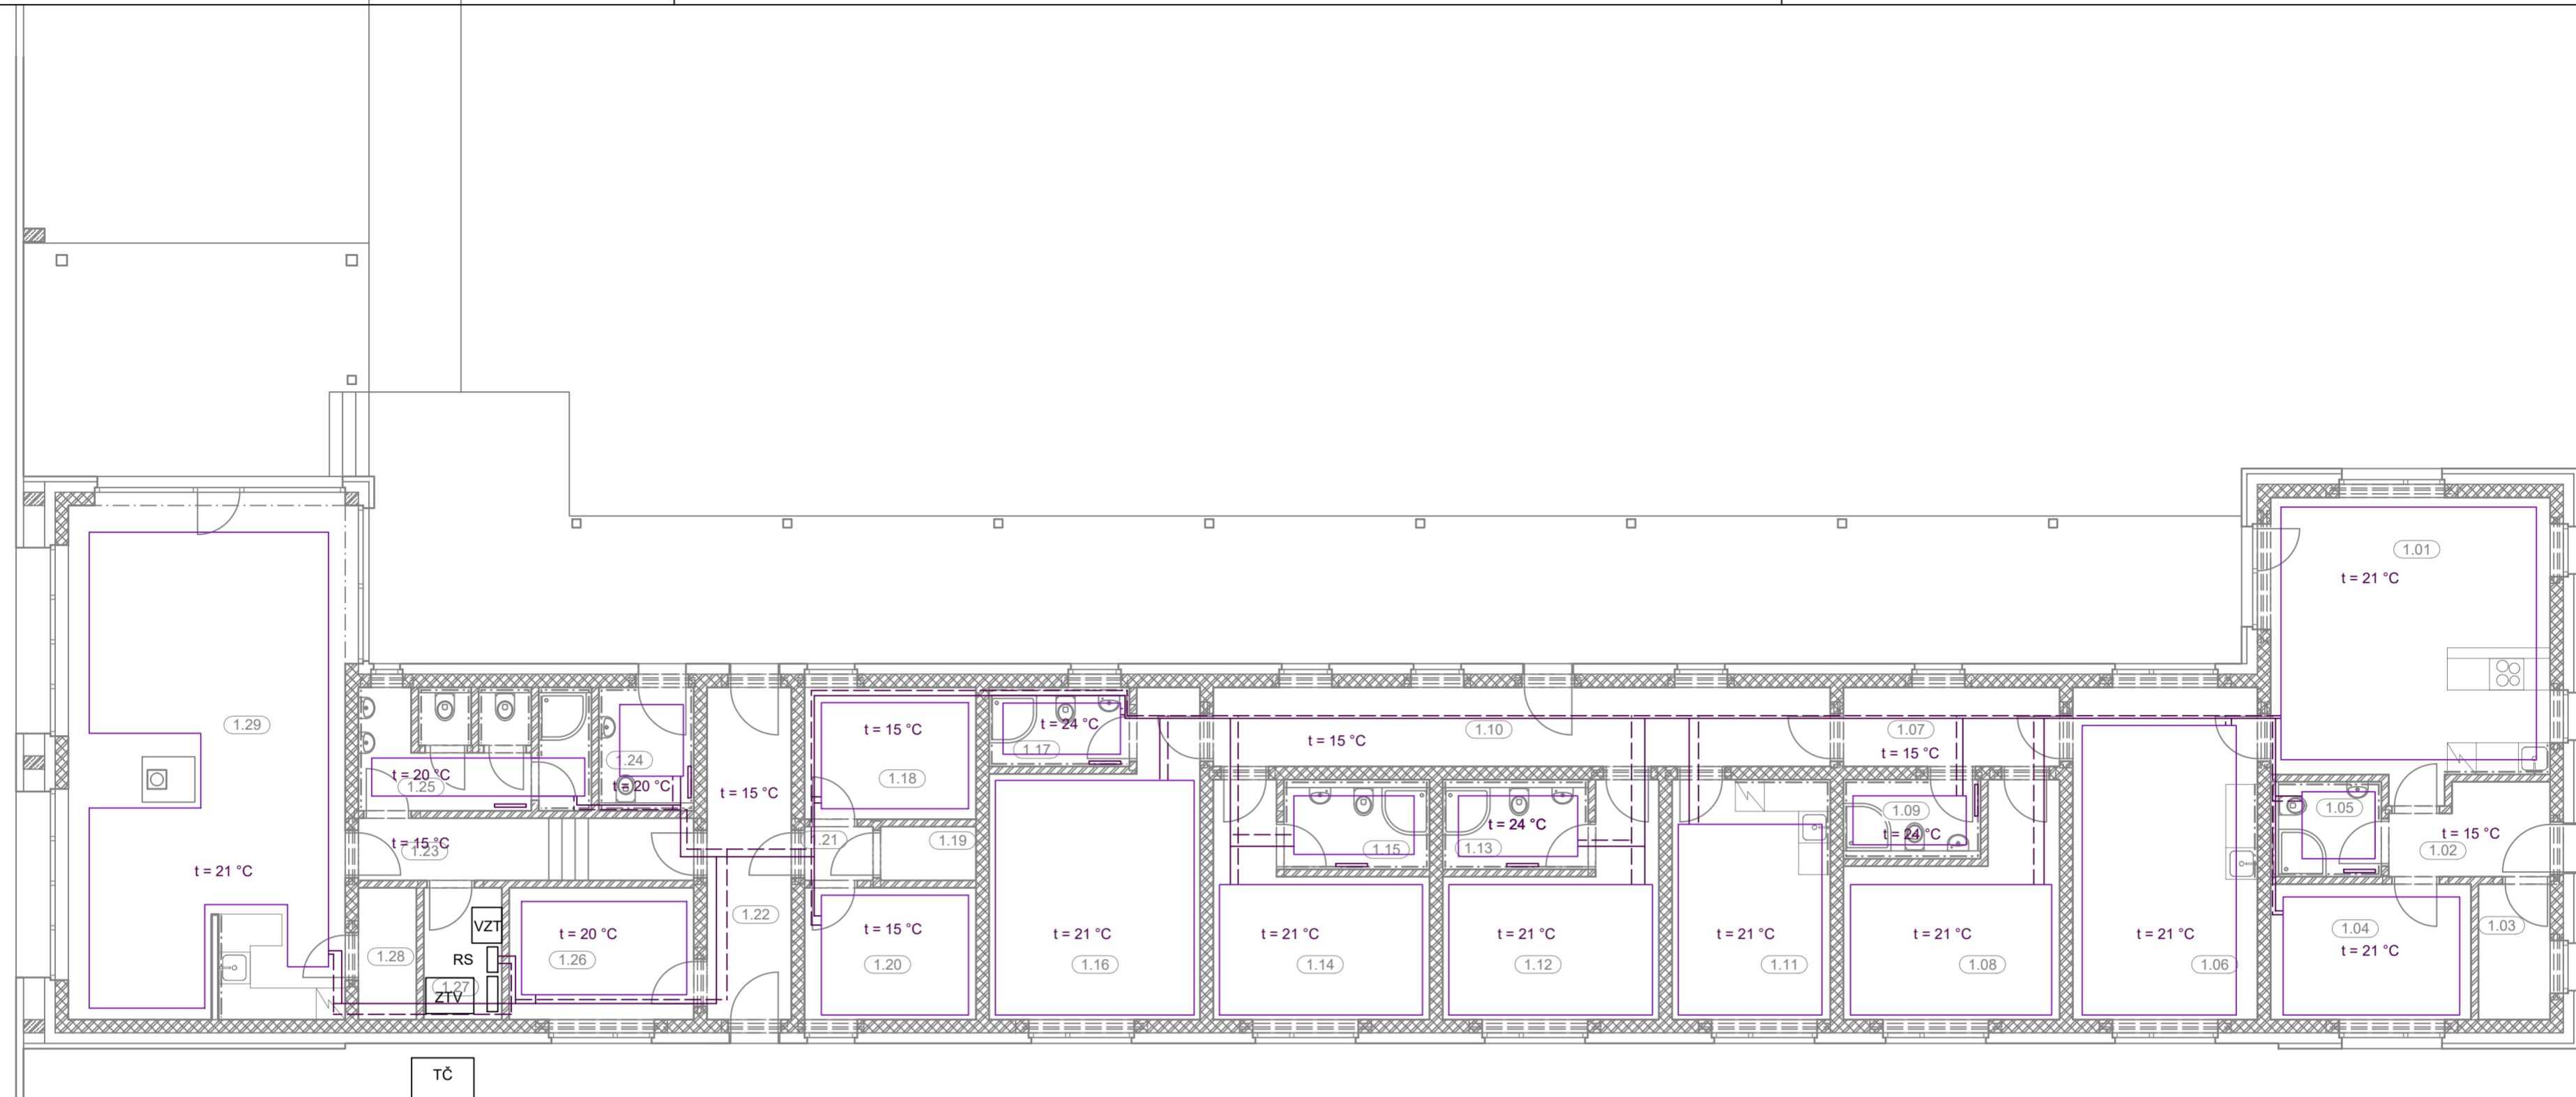 1.01
t = 21 °C
1.29
t = 21 °C
t = 20 °C
1.25
1.24
t = 20 °C
t = 15 °C
1.23
t = 15 °C
1.22
t = 15 °C
1.18
1.21
1.19
t = 15 °C
1.20
t = 24 °C
1.17
t = 21 °C
1.16
t = 15 °C
1.10
1.15
t = 21 °C
1.14
t = 24 °C
1.13
t = 21 °C
1.12
t = 21 °C
1.11
1.07
t = 15 °C
1.09
t = 24 °C
t = 21 °C
1.08
t = 21 °C
1.06
1.05
t = 15 °C
1.02
1.04
t = 21 °C
1.03
t = 20 °C
1.26
1.28
VZT
RS
1.27
ZTV
TČ